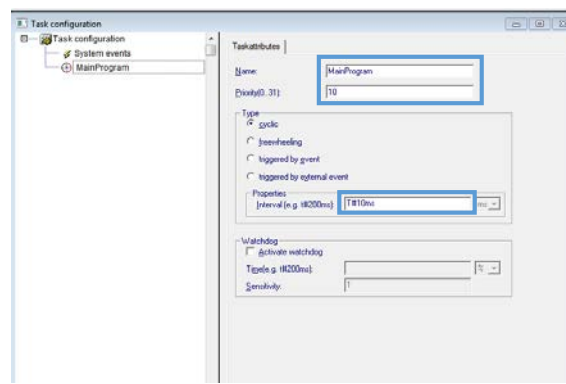 Task configuration
Task configuration
System events
MainProgram
Taskattributes
Name: MainProgram
Priority(0..31): 10
Type
cyclic
freewheeling
triggered by event
triggered by external event
Properties
Interval (e.g. t#200ms): T#10ms ms
Watchdog
Activate watchdog
Time(e.g. t#200ms):
Sensitivity: 1